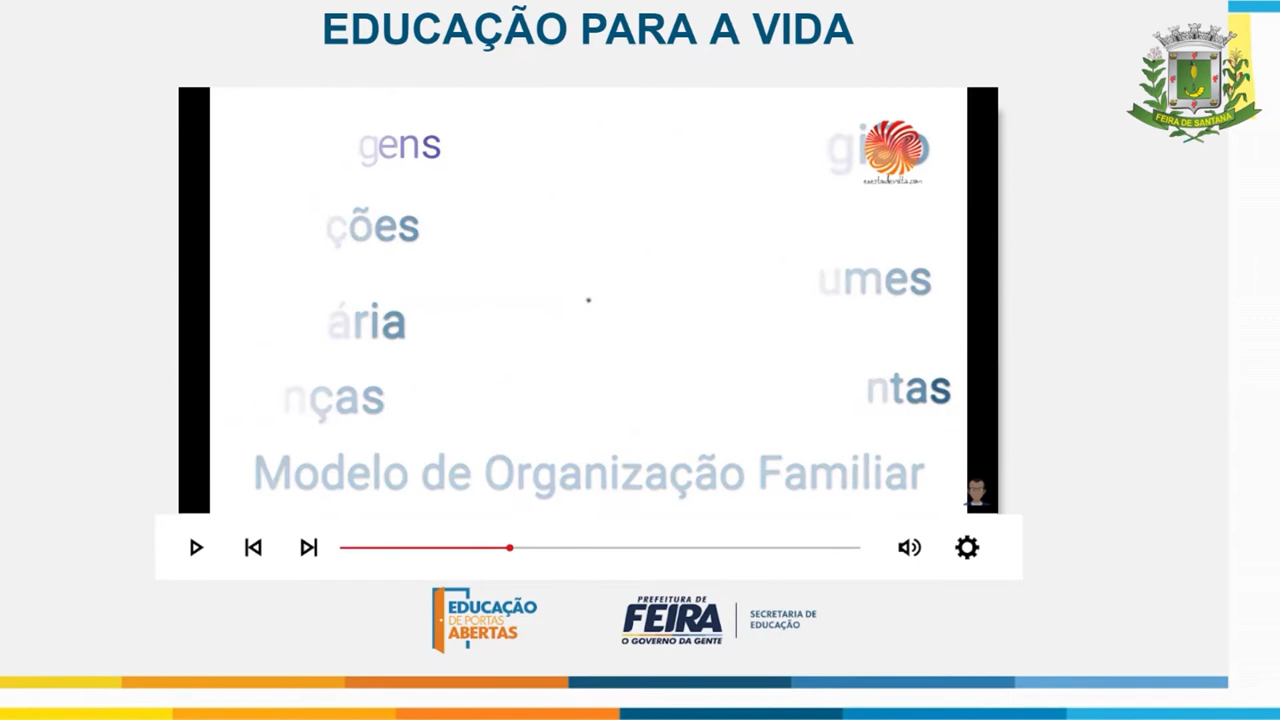 EDUCAÇÃO PARA A VIDA
FEIRA DE SANTANA
gens
ções
umes
ária
ntas
nças
Modelo de Organização Familiar
EDUCAÇÃO
DE PORTAS
ABERTAS
PREFEITURA DE
FEIRA
O GOVERNO DA GENTE
SECRETARIA DE
EDUCAÇÃO